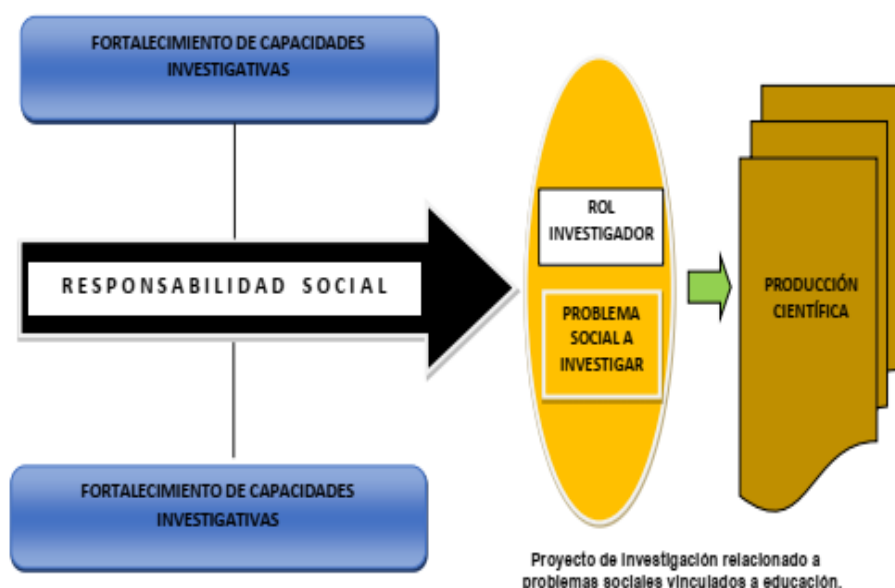 FORTALECIMIENTO DE CAPACIDADES
INVESTIGATIVAS
ROL
INVESTIGADOR
RESPONSABILIDAD SOCIAL
PROBLEMA
SOCIAL A
INVESTIGAR
PRODUCCIÓN
CIENTÍFICA
FORTALECIMIENTO DE CAPACIDADES
INVESTIGATIVAS
Proyecto de investigación relacionado a
problemas sociales vinculados a educación.